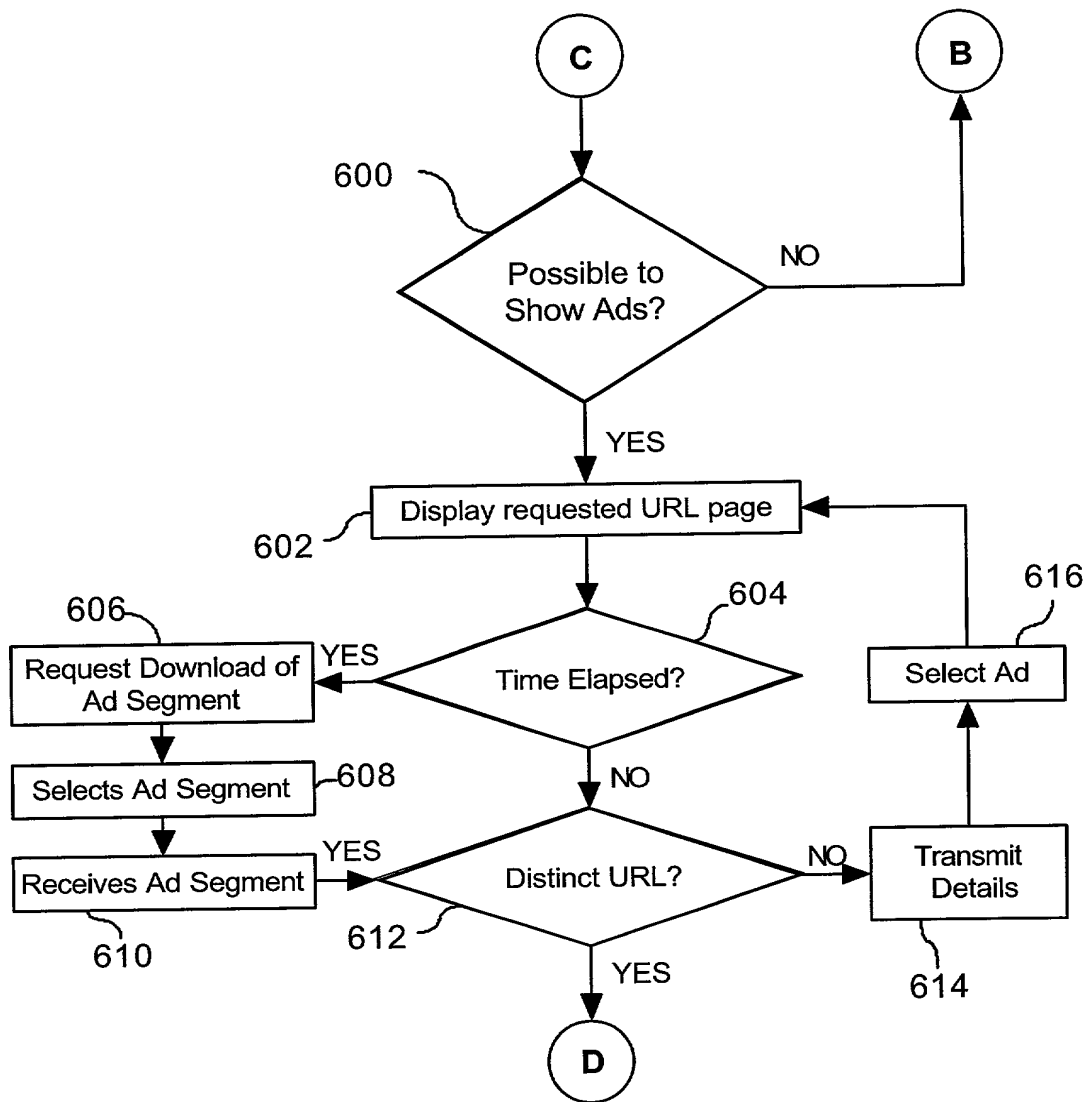 C
B
600
Possible to
Show Ads?
NO
YES
Display requested URL page
602
604
616
606
Request Download of
Ad Segment
YES
Time Elapsed?
Select Ad
NO
Selects Ad Segment
608
Receives Ad Segment
YES
610
Distinct URL?
612
NO
Transmit
Details
614
YES
D